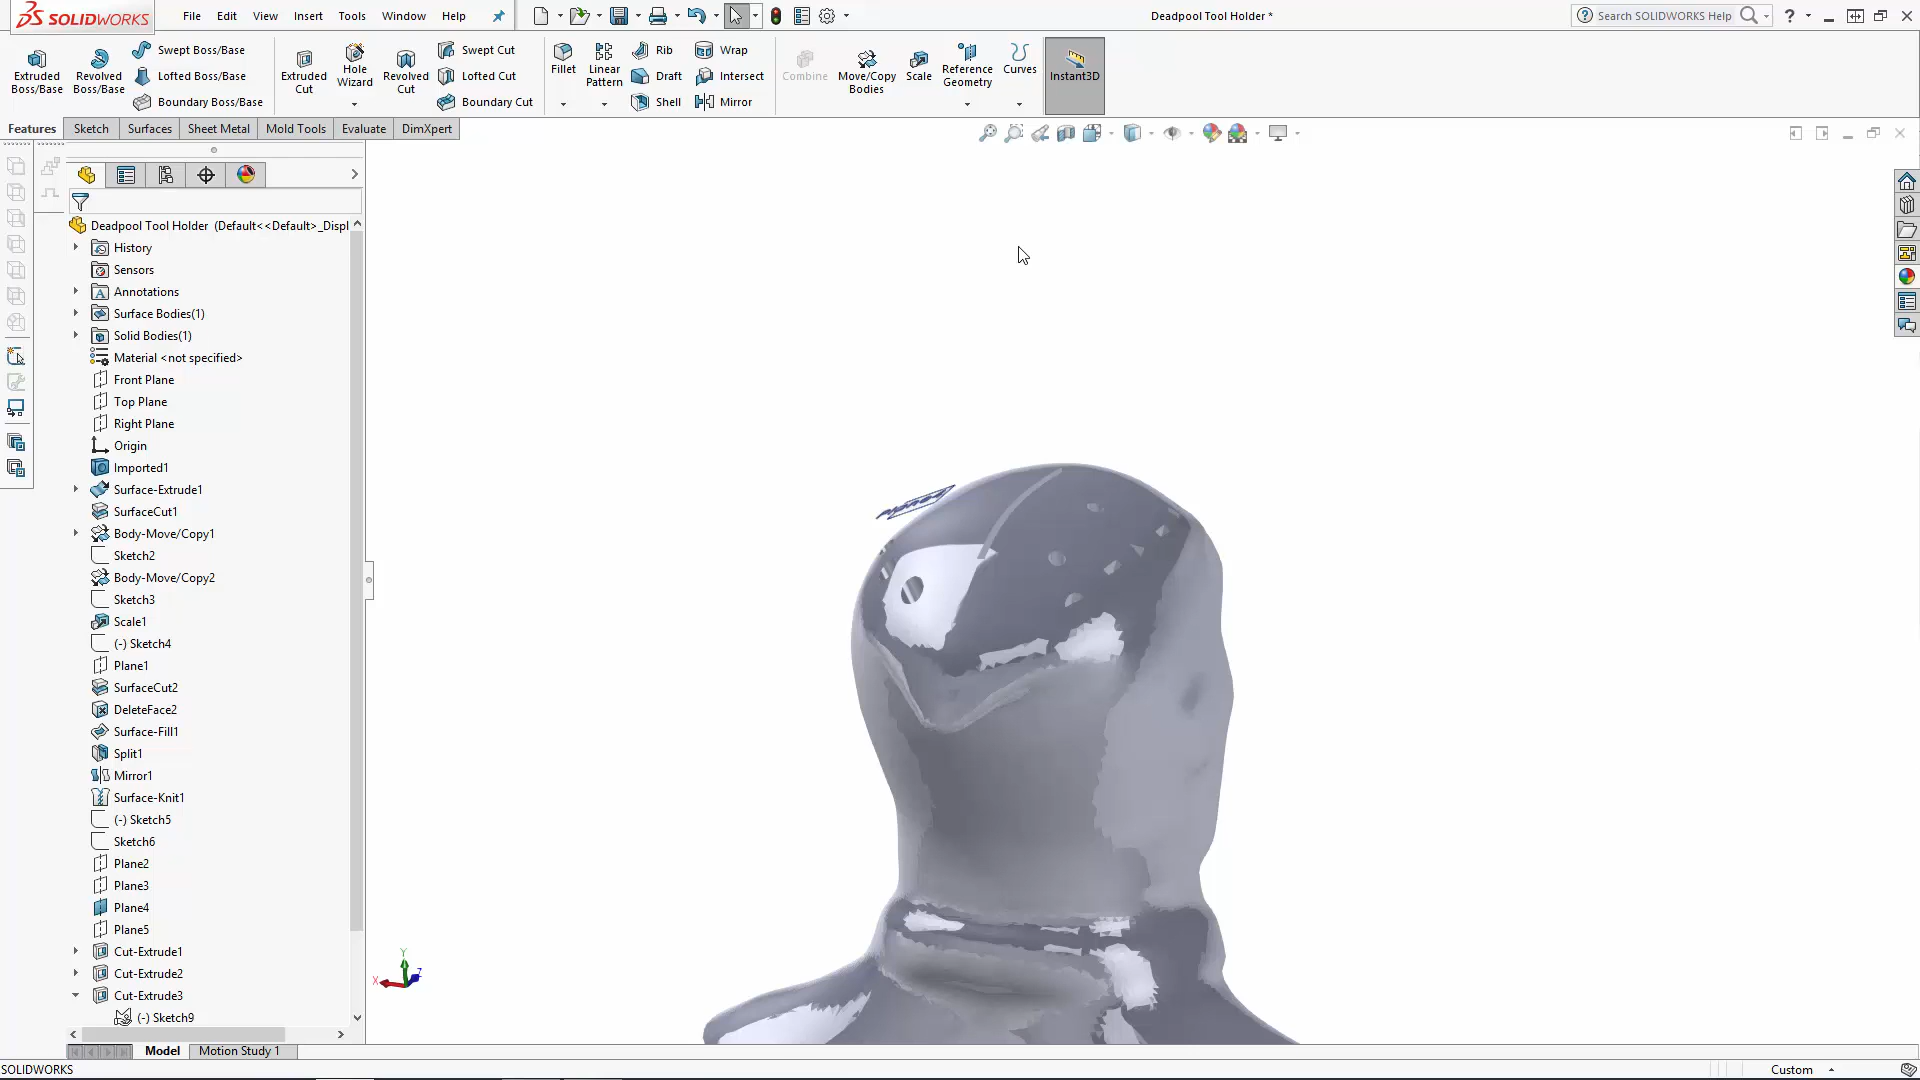 SOLIDWORKS File Edit View Insert Tools Window Help Deadpool Tool Holder * Search SOLIDWORKS Help
Extruded Boss/Base Revolved Boss/Base Swept Boss/Base Lofted Boss/Base Boundary Boss/Base
Extruded Cut Hole Wizard Revolved Cut Swept Cut Lofted Cut Boundary Cut
Fillet Linear Pattern Rib Draft Shell Wrap Intersect Mirror
Combine Move/Copy Bodies Scale Reference Geometry Curves Instant3D
Features Sketch Surfaces Sheet Metal Mold Tools Evaluate DimXpert
Deadpool Tool Holder (Default<<Default>_Displ
History
Sensors
Annotations
Surface Bodies(1)
Solid Bodies(1)
Material <not specified>
Front Plane
Top Plane
Right Plane
Origin
Imported1
Surface-Extrude1
SurfaceCut1
Body-Move/Copy1
Sketch2
Body-Move/Copy2
Sketch3
Scale1
(-) Sketch4
Plane1
SurfaceCut2
DeleteFace2
Surface-Fill1
Split1
Mirror1
Surface-Knit1
(-) Sketch5
Sketch6
Plane2
Plane3
Plane4
Plane5
Cut-Extrude1
Cut-Extrude2
Cut-Extrude3
(-) Sketch9
X Y Z
Model Motion Study 1
SOLIDWORKS Custom